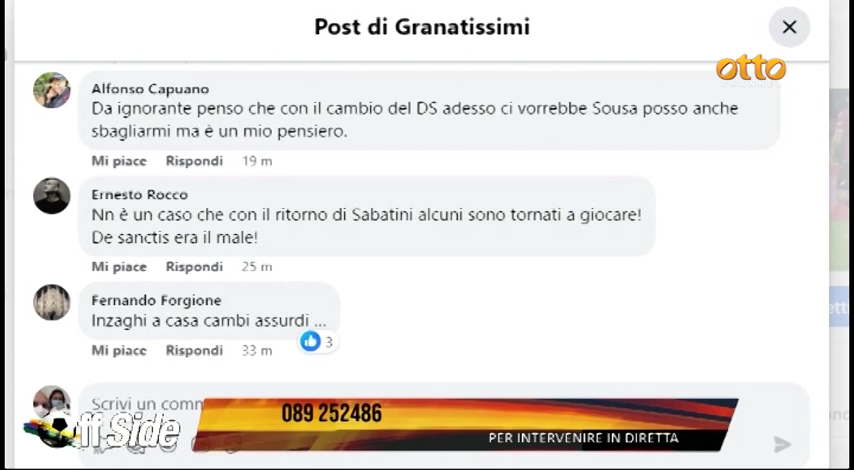 Post di Granatissimi
otto
CHANNEL
Alfonso Capuano
Da ignorante penso che con il cambio del DS adesso ci vorrebbe Sousa posso anche
sbagliarmi ma è un mio pensiero.
Mi piace Rispondi 19 m
Ernesto Rocco
Nn è un caso che con il ritorno di Sabatini alcuni sono tornati a giocare!
De sanctis era il male!
Mi piace Rispondi 25 m
Fernando Forgione
Inzaghi a casa cambi assurdi ...
3
Mi piace Rispondi 33 m
Scrivi un comm
089 252486
Off Side
PER INTERVENIRE IN DIRETTA